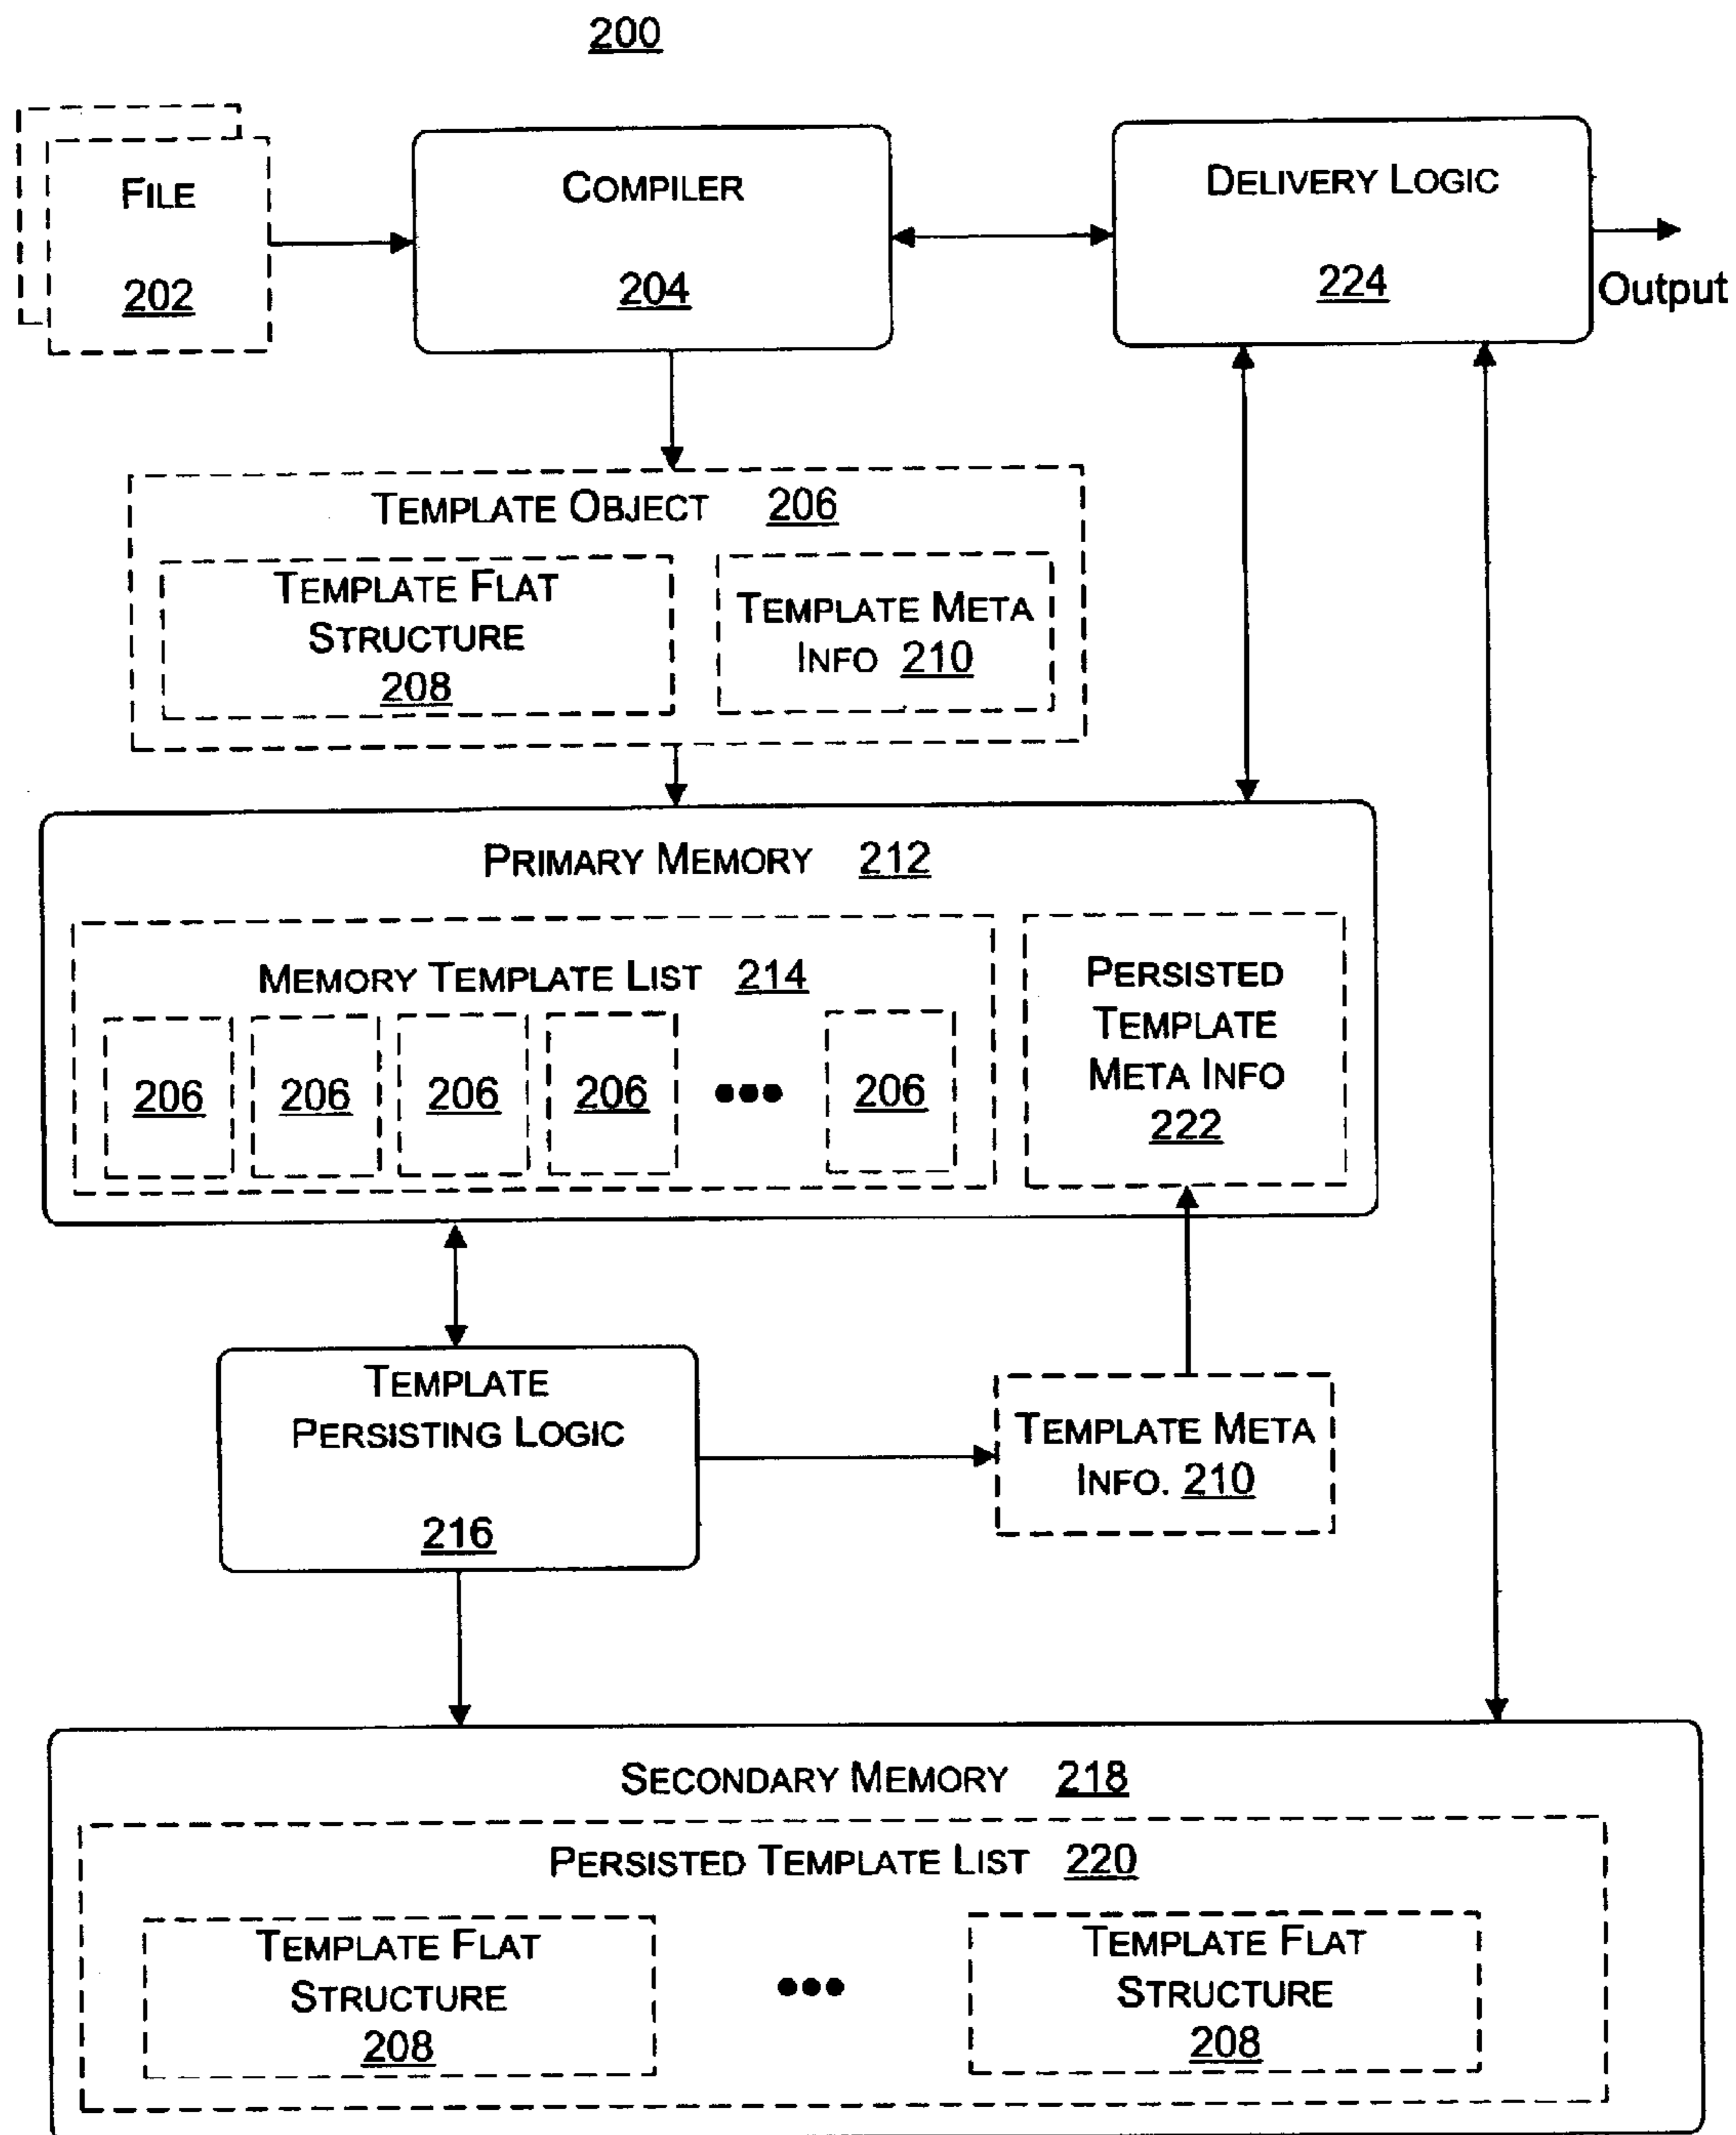 200
FILE
202
COMPILER
204
DELIVERY LOGIC
224
Output
TEMPLATE OBJECT 206
TEMPLATE FLAT
STRUCTURE
208
TEMPLATE META
INFO 210
PRIMARY MEMORY 212
MEMORY TEMPLATE LIST 214
206 206 206 206 ••• 206
PERSISTED
TEMPLATE
META INFO
222
TEMPLATE
PERSISTING LOGIC
216
TEMPLATE META
INFO. 210
SECONDARY MEMORY 218
PERSISTED TEMPLATE LIST 220
TEMPLATE FLAT
STRUCTURE
208
•••
TEMPLATE FLAT
STRUCTURE
208